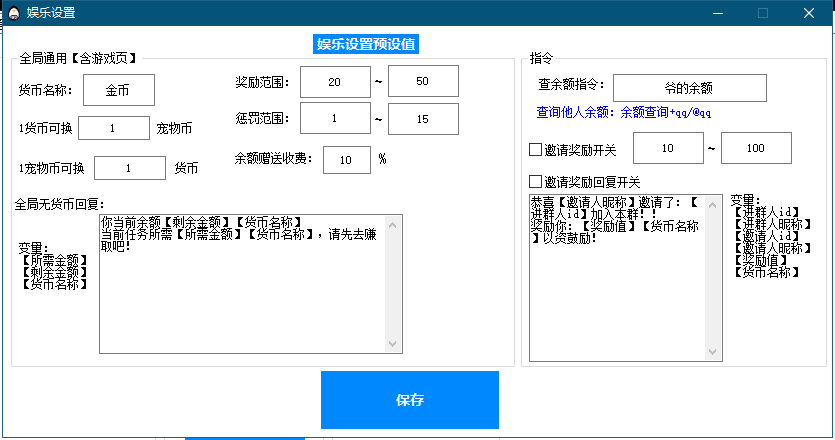 娱乐设置
娱乐设置预设值
全局通用【含游戏页】
货币名称: 金币
奖励范围: 20 ~ 50
1货币可换 1 宠物币
惩罚范围: 1 ~ 15
1宠物币可换 1 货币
余额赠送收费: 10 %
全局无货币回复:
你当前余额【剩余金额】【货币名称】
当前任务所需【所需金额】【货币名称】,请先去赚
取吧!
变量:
【所需金额】
【剩余金额】
【货币名称】
指令
查余额指令: 爷的余额
查询他人余额: 余额查询+qq/@qq
邀请奖励开关 10 ~ 100
邀请奖励回复开关
恭喜【邀请人昵称】邀请了:【
进群人id】加入本群!!
奖励你:【奖励值】【货币名称
】以资鼓励!
变量:
【进群人id】
【进群人昵称】
【邀请人id】
【邀请人昵称】
【奖励值】
【货币名称】
保存